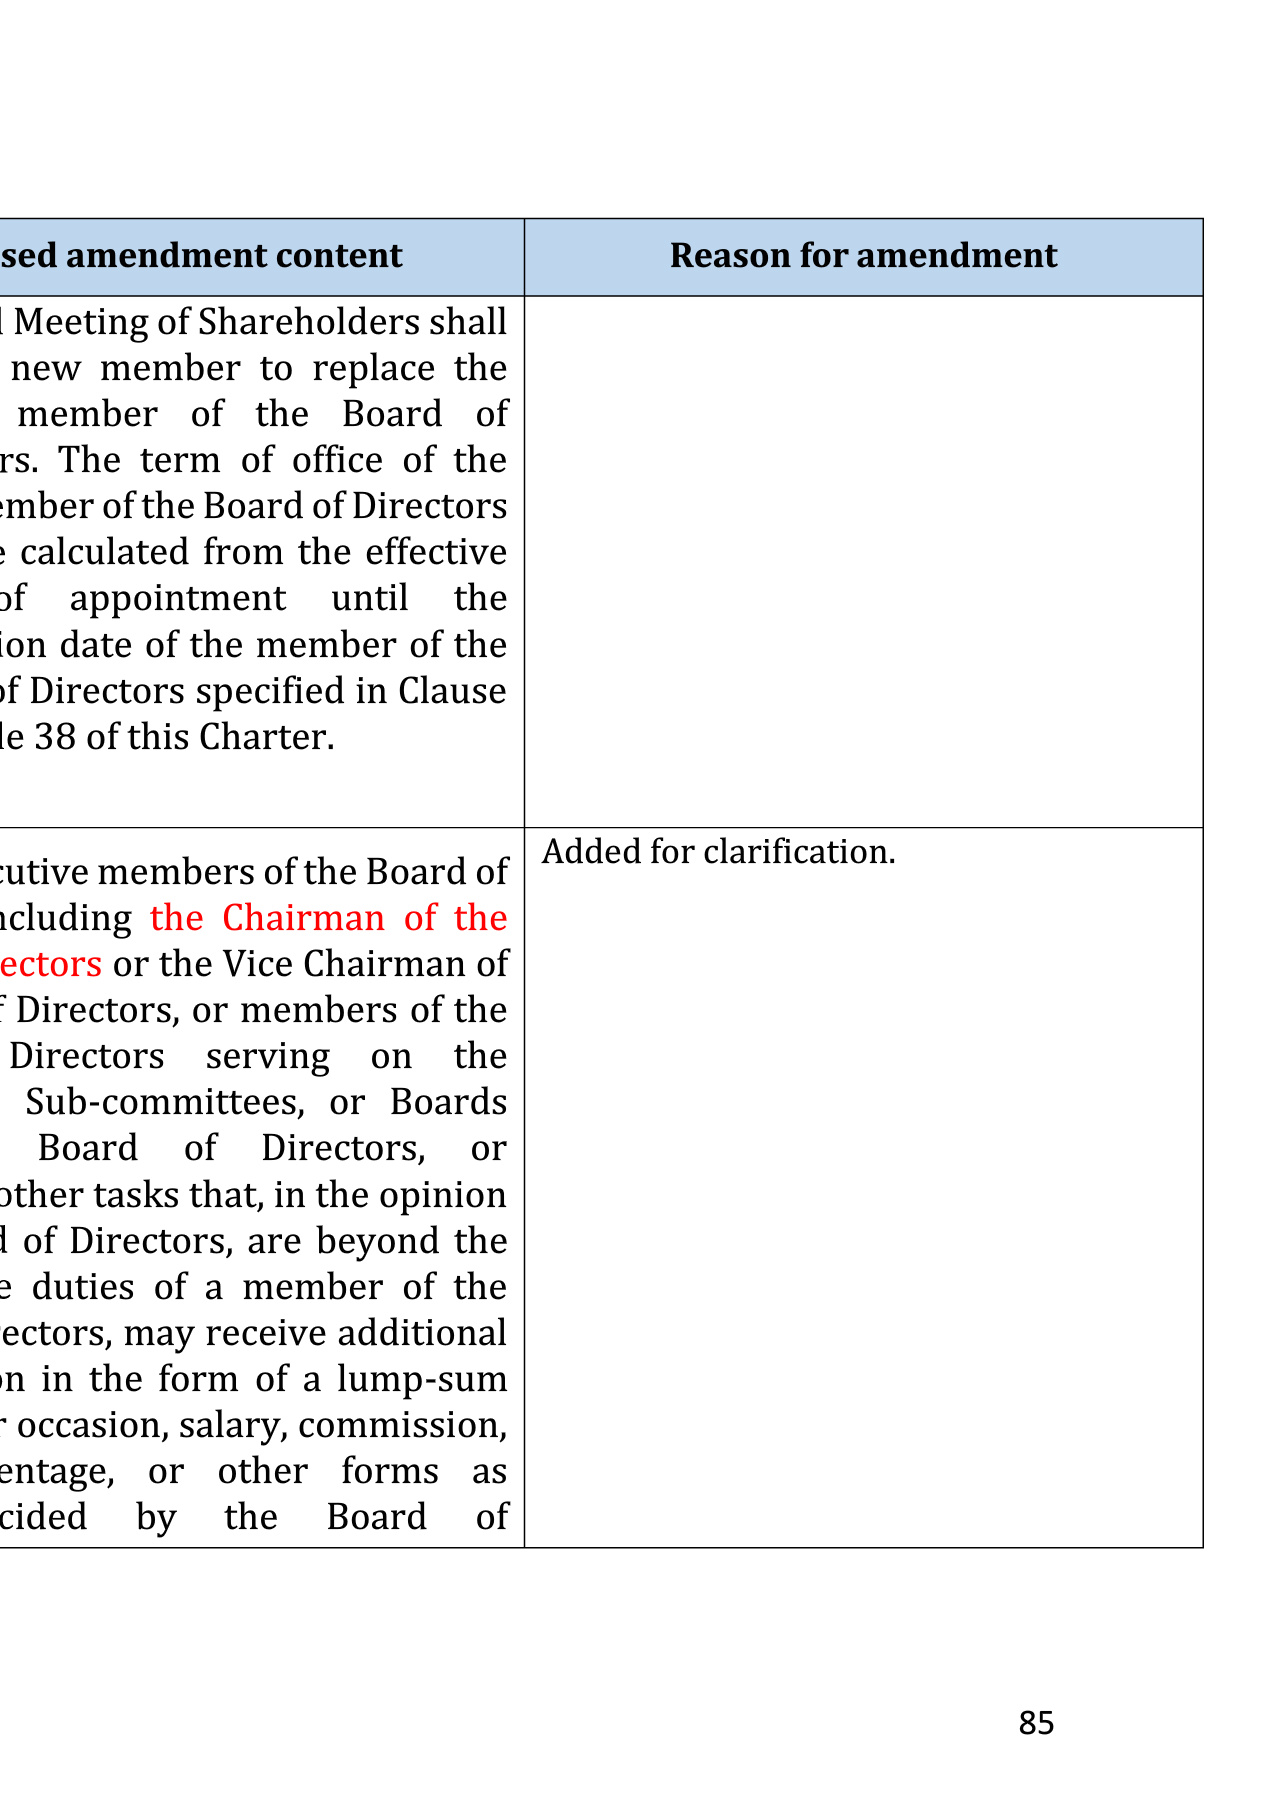 sed amendment content
Reason for amendment
l Meeting of Shareholders shall
new member to replace the
member of the Board of
rs. The term of office of the
ember of the Board of Directors
e calculated from the effective
of appointment until the
ion date of the member of the
of Directors specified in Clause
le 38 of this Charter.
cutive members of the Board of
ncluding the Chairman of the
ectors or the Vice Chairman of
f Directors, or members of the
Directors serving on the
Sub-committees, or Boards
Board of Directors, or
other tasks that, in the opinion
d of Directors, are beyond the
e duties of a member of the
ectors, may receive additional
on in the form of a lump-sum
r occasion, salary, commission,
entage, or other forms as
cided by the Board of
Added for clarification.
85